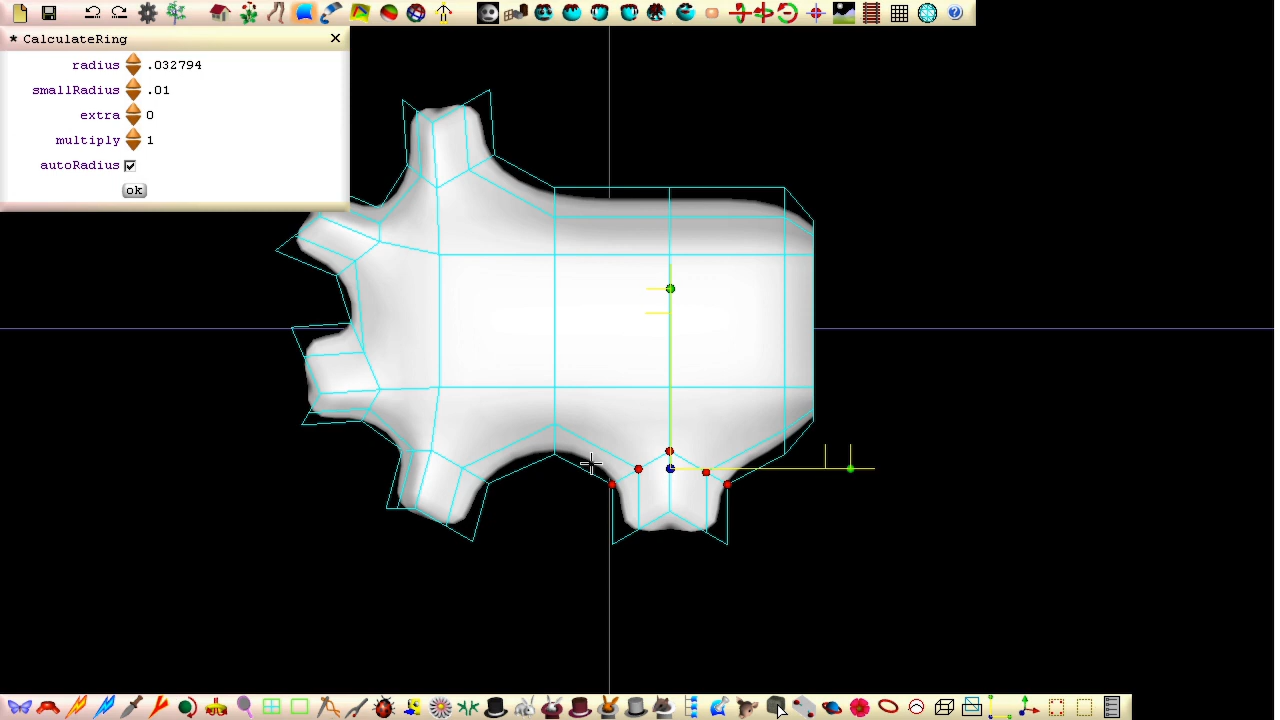 * CalculateRing
radius .032794
smallRadius .01
extra 0
multiply 1
autoRadius
ok